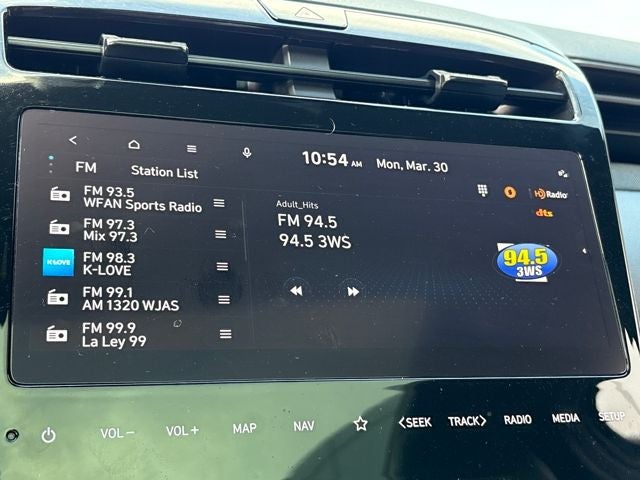 10:54 AM Mon, Mar. 30
FM Station List
FM 93.5
WFAN Sports Radio
FM 97.3
Mix 97.3
K-LOVE
FM 98.3
K-LOVE
FM 99.1
AM 1320 WJAS
FM 99.9
La Ley 99
Adult_Hits
FM 94.5
94.5 3WS
HD Radio
dts
94.5
3WS
VOL- VOL+ MAP NAV <SEEK TRACK> RADIO MEDIA SETUP